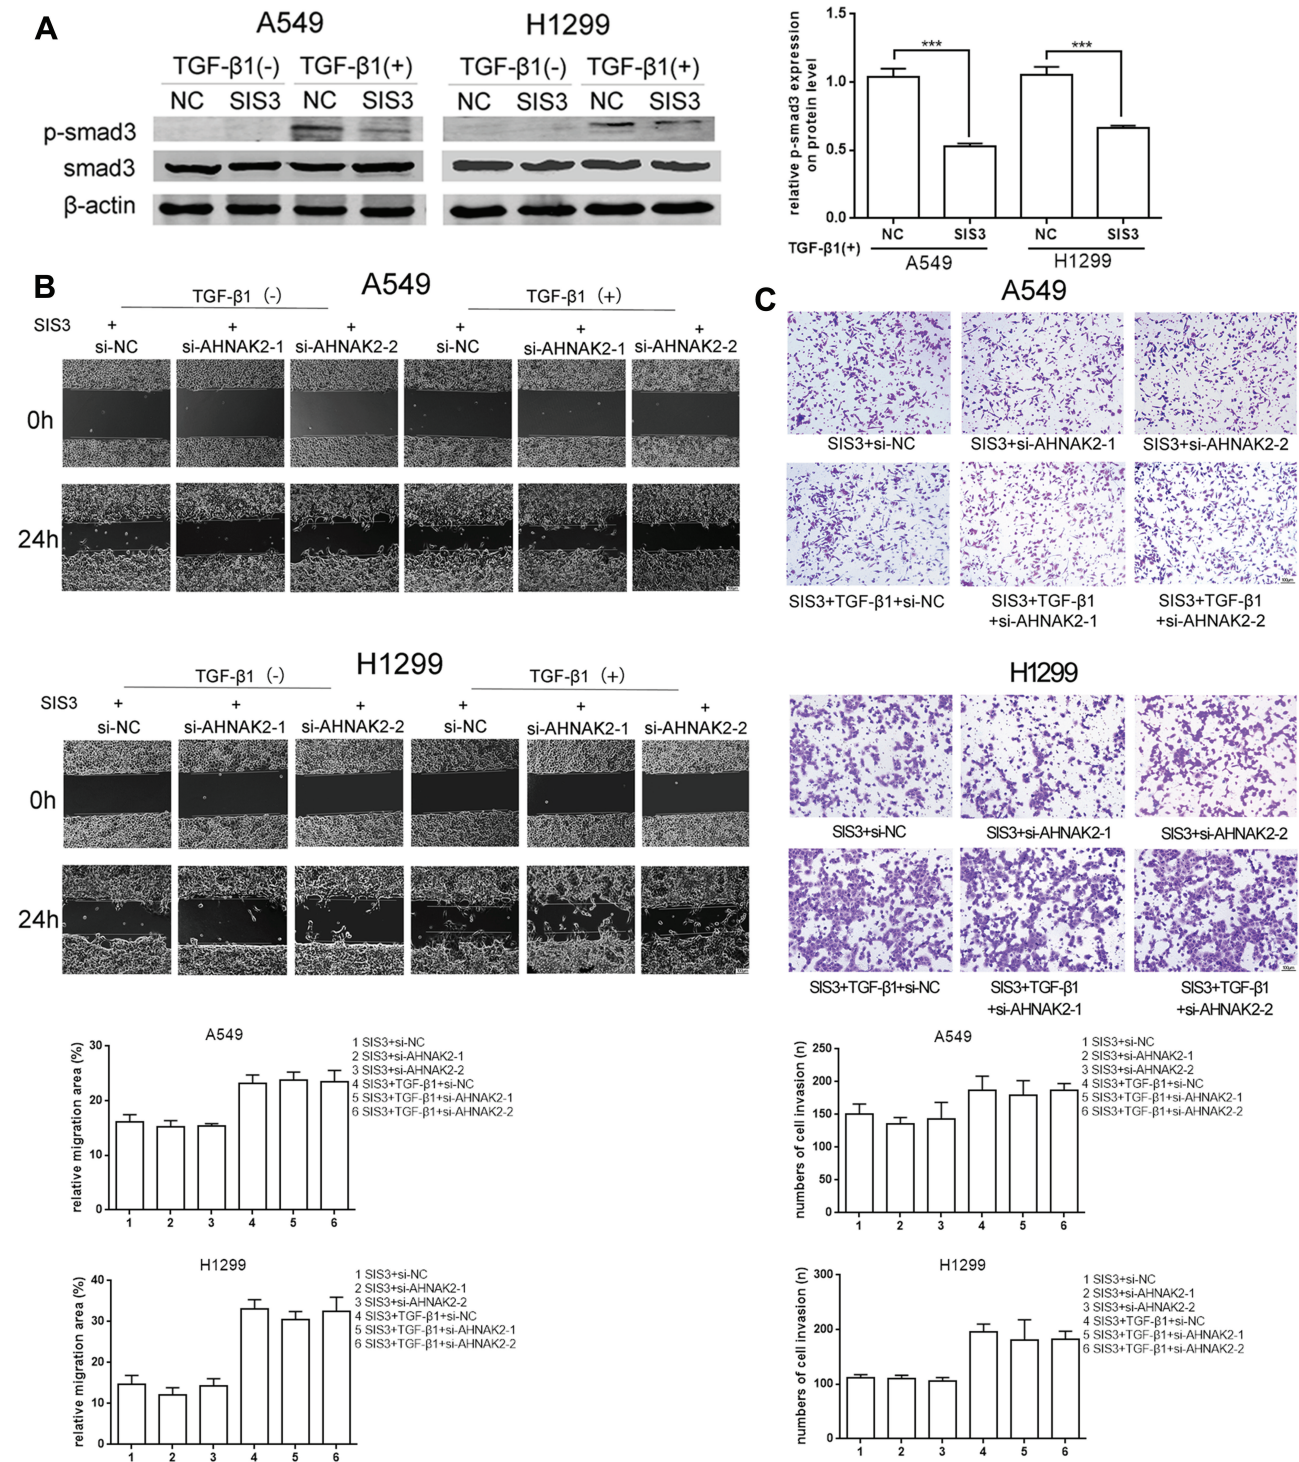 A
A549
H1299
TGF-β1(-) TGF-β1(+)
TGF-β1(-) TGF-β1(+)
NC SIS3 NC SIS3
NC SIS3 NC SIS3
p-smad3
smad3
β-actin
relative p-smad3 expression
on protein level
1.5
1.0
0.5
0.0
***
***
NC SIS3 NC SIS3
TGF-β1(+)
A549 H1299
B
A549
TGF-β1 (-)
TGF-β1 (+)
SIS3 + + + + + +
si-NC si-AHNAK2-1 si-AHNAK2-2 si-NC si-AHNAK2-1 si-AHNAK2-2
0h
24h
H1299
TGF-β1 (-)
TGF-β1 (+)
SIS3 + + + + + +
si-NC si-AHNAK2-1 si-AHNAK2-2 si-NC si-AHNAK2-1 si-AHNAK2-2
0h
24h
A549
relative migration area (%)
30
20
10
0
1 2 3 4 5 6
1 SIS3+si-NC
2 SIS3+si-AHNAK2-1
3 SIS3+si-AHNAK2-2
4 SIS3+TGF-β1+si-NC
5 SIS3+TGF-β1+si-AHNAK2-1
6 SIS3+TGF-β1+si-AHNAK2-2
H1299
relative migration area (%)
40
30
20
10
0
1 2 3 4 5 6
1 SIS3+si-NC
2 SIS3+si-AHNAK2-1
3 SIS3+si-AHNAK2-2
4 SIS3+TGF-β1+si-NC
5 SIS3+TGF-β1+si-AHNAK2-1
6 SIS3+TGF-β1+si-AHNAK2-2
C
A549
SIS3+si-NC SIS3+si-AHNAK2-1 SIS3+si-AHNAK2-2
100μm
SIS3+TGF-β1+si-NC
SIS3+TGF-β1
+si-AHNAK2-1
SIS3+TGF-β1
+si-AHNAK2-2
H1299
SIS3+si-NC SIS3+si-AHNAK2-1 SIS3+si-AHNAK2-2
100μm
SIS3+TGF-β1+si-NC
SIS3+TGF-β1
+si-AHNAK2-1
SIS3+TGF-β1
+si-AHNAK2-2
A549
numbers of cell invasion (n)
250
200
150
100
50
0
1 2 3 4 5 6
1 SIS3+si-NC
2 SIS3+si-AHNAK2-1
3 SIS3+si-AHNAK2-2
4 SIS3+TGF-β1+si-NC
5 SIS3+TGF-β1+si-AHNAK2-1
6 SIS3+TGF-β1+si-AHNAK2-2
H1299
numbers of cell invasion (n)
300
200
100
0
1 2 3 4 5 6
1 SIS3+si-NC
2 SIS3+si-AHNAK2-1
3 SIS3+si-AHNAK2-2
4 SIS3+TGF-β1+si-NC
5 SIS3+TGF-β1+si-AHNAK2-1
6 SIS3+TGF-β1+si-AHNAK2-2